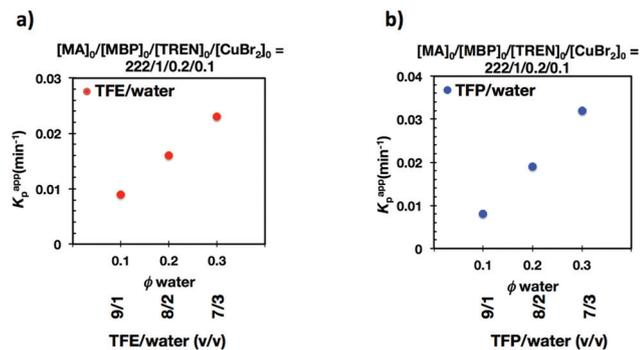 a)
[MA]₀/[MBP]₀/[TREN]₀/[CuBr₂]₀ =
222/1/0.2/0.1
TFE/water
0.03
0.02
0.01
0
Kₚᵃᵖᵖ(min⁻¹)
0.1 0.2 0.3
ϕ water
9/1 8/2 7/3
TFE/water (v/v)
b)
[MA]₀/[MBP]₀/[TREN]₀/[CuBr₂]₀ =
222/1/0.2/0.1
TFP/water
0.04
0.03
0.02
0.01
0
Kₚᵃᵖᵖ(min⁻¹)
0.1 0.2 0.3
ϕ water
9/1 8/2 7/3
TFP/water (v/v)